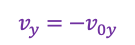 v_y = −v_{0y}